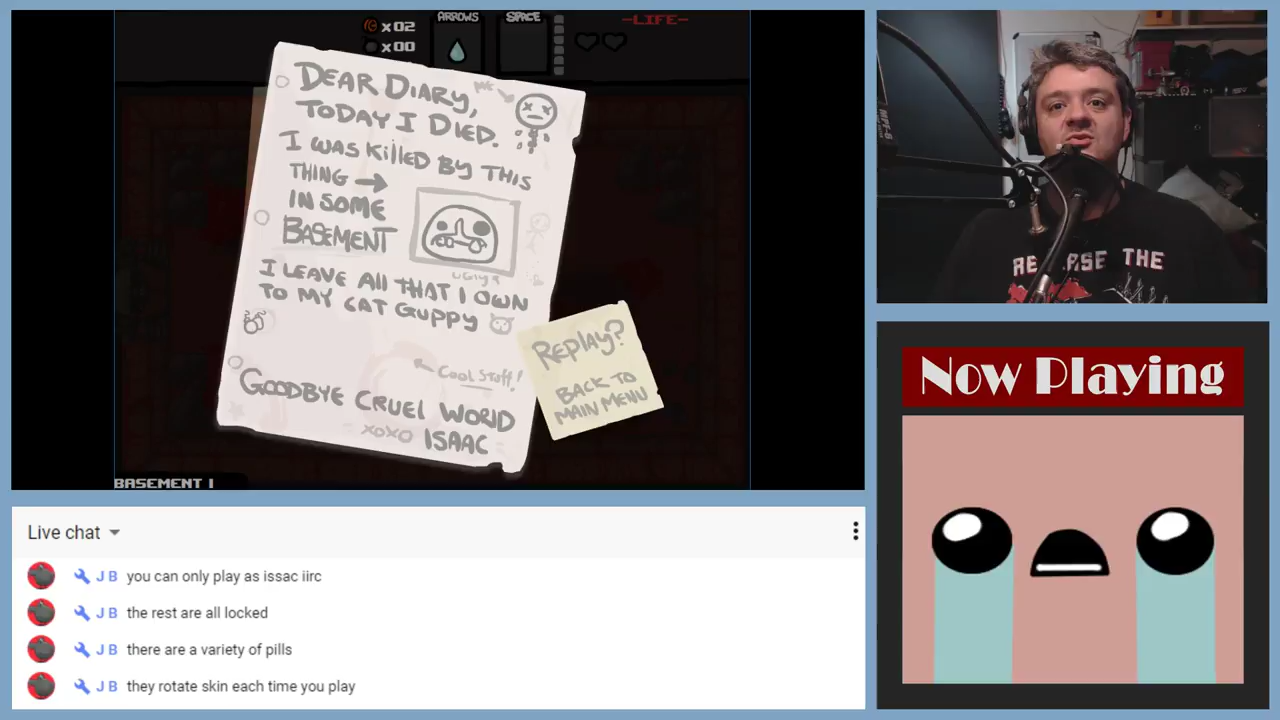 x02
x00
ARROWS
SPACE
-LIFE-
DEAR DIARY,
TODAY I DIED.
ME
I WAS KILLED BY THIS
THING →
IN SOME
BASEMENT
UGLY
I LEAVE ALL THAT I OWN
TO MY CAT GUPPY
← COOL STUFF!
GOODBYE CRUEL WORLD
XOXO ISAAC
REPLAY?
BACK TO
MAIN MENU
BASEMENT I
THE
Now Playing
Live chat
J B you can only play as issac iirc
J B the rest are all locked
J B there are a variety of pills
J B they rotate skin each time you play